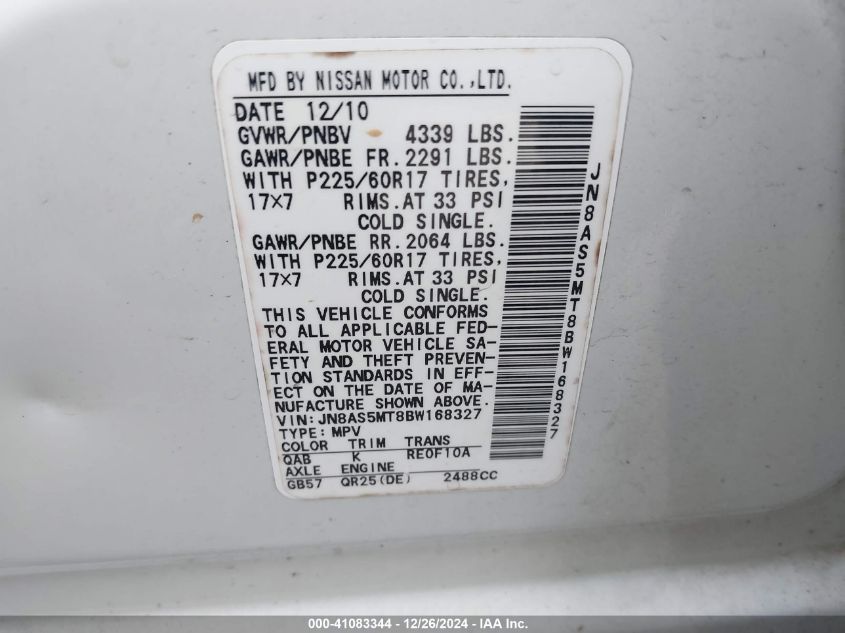 MFD BY NISSAN MOTOR CO.,LTD.
DATE 12/10
GVWR/PNBV 4339 LBS.
GAWR/PNBE FR.2291 LBS.
WITH P225/60R17 TIRES,
17×7 RIMS.AT 33 PSI
COLD SINGLE.
GAWR/PNBE RR.2064 LBS.
WITH P225/60R17 TIRES,
17×7 RIMS.AT 33 PSI
COLD SINGLE.
THIS VEHICLE CONFORMS
TO ALL APPLICABLE FED-
ERAL MOTOR VEHICLE SA-
FETY AND THEFT PREVEN-
TION STANDARDS IN EFF-
ECT ON THE DATE OF MA-
NUFACTURE SHOWN ABOVE.
VIN:JN8AS5MT8BW168327
TYPE:MPV
COLOR TRIM TRANS
QAB K RE0F10A
AXLE ENGINE
GB57 QR25(DE) 2488CC
JN8AS5MT8BW168327
000-41083344 - 12/26/2024 - IAA Inc.